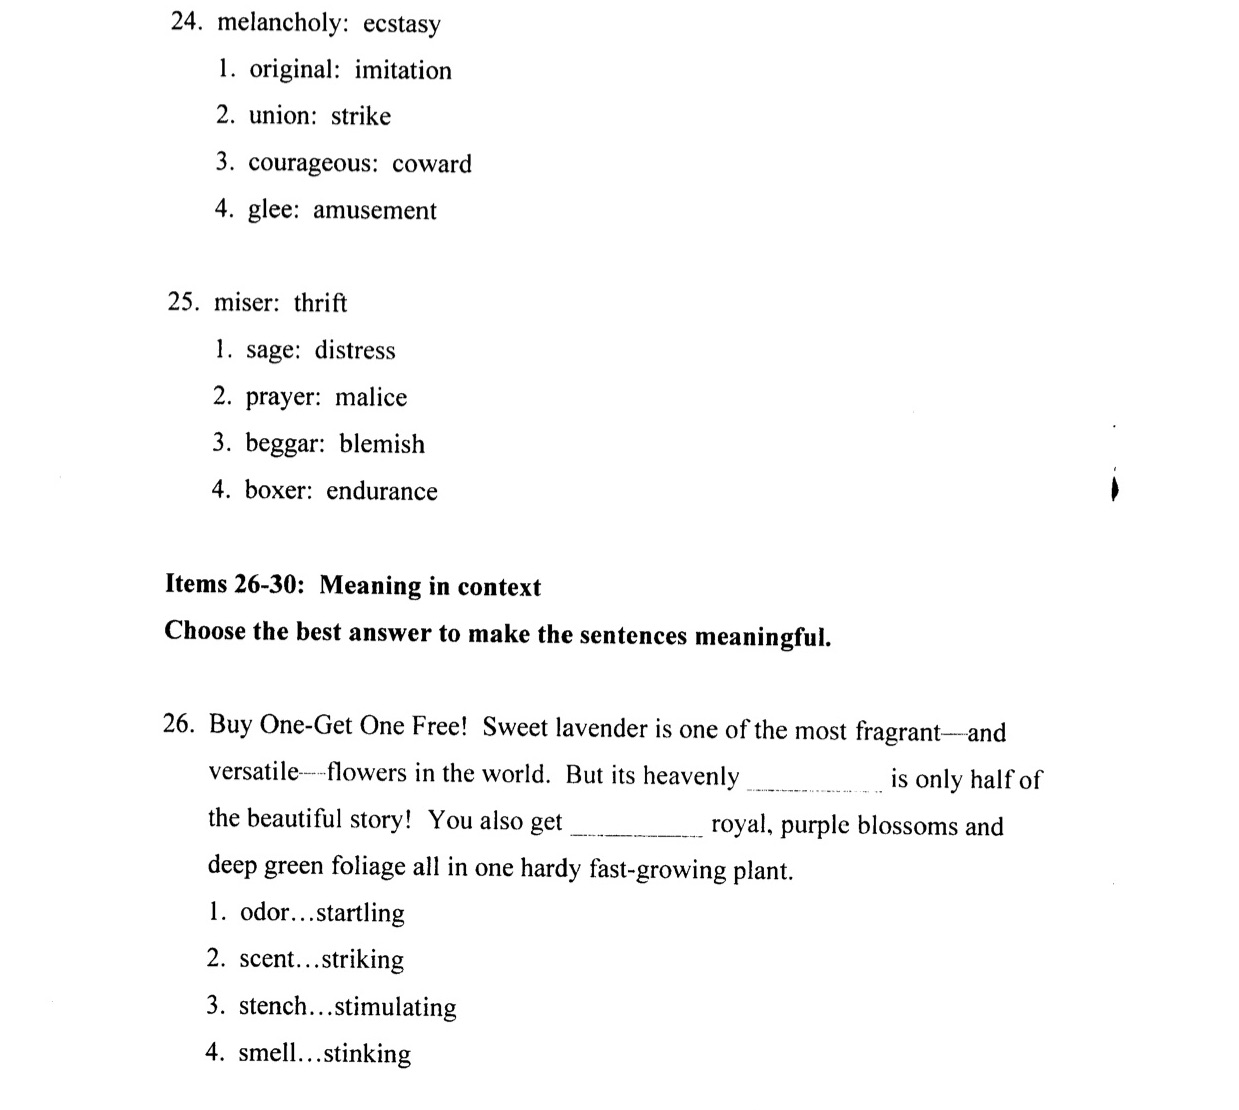 24. melancholy: ecstasy
1. original: imitation
2. union: strike
3. courageous: coward
4. glee: amusement
25. miser: thrift
1. sage: distress
2. prayer: malice
3. beggar: blemish
4. boxer: endurance
Items 26-30: Meaning in context
Choose the best answer to make the sentences meaningful.
26. Buy One-Get One Free! Sweet lavender is one of the most fragrant—and
versatile—flowers in the world. But its heavenly __________ is only half of
the beautiful story! You also get __________ royal, purple blossoms and
deep green foliage all in one hardy fast-growing plant.
1. odor…startling
2. scent…striking
3. stench…stimulating
4. smell…stinking